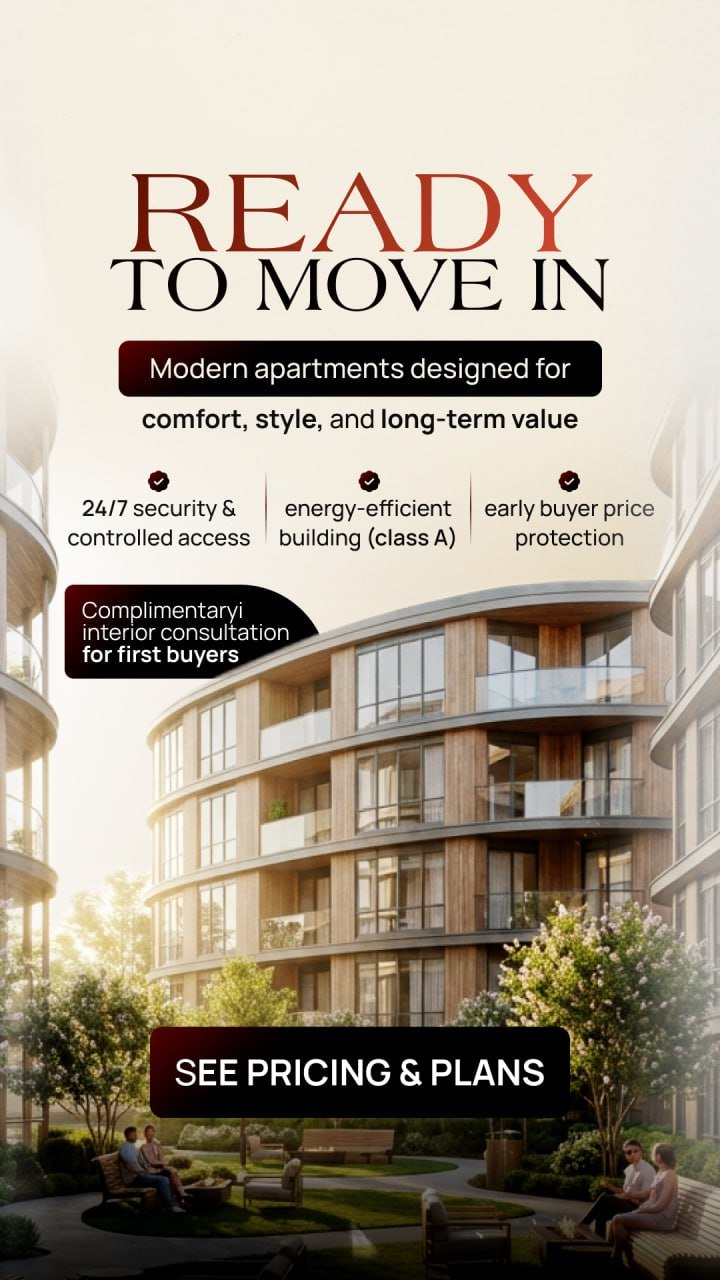 READY
TO MOVE IN
Modern apartments designed for
comfort, style, and long-term value
24/7 security &
controlled access
energy-efficient
building (class A)
early buyer price
protection
Complimentaryi
interior consultation
for first buyers
SEE PRICING & PLANS